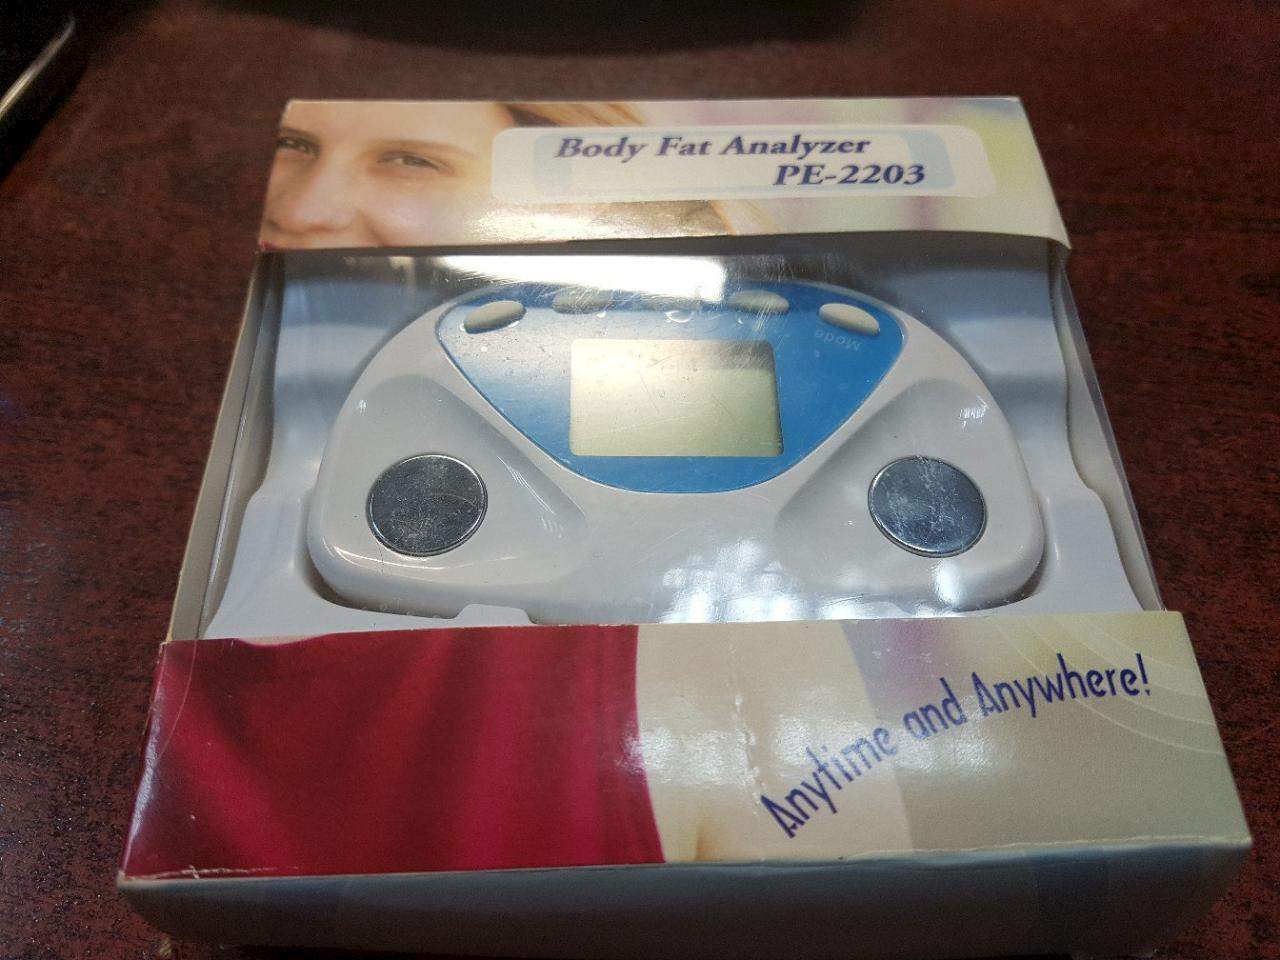 Body Fat Analyzer
PE-2203
Mode
Anytime and Anywhere!